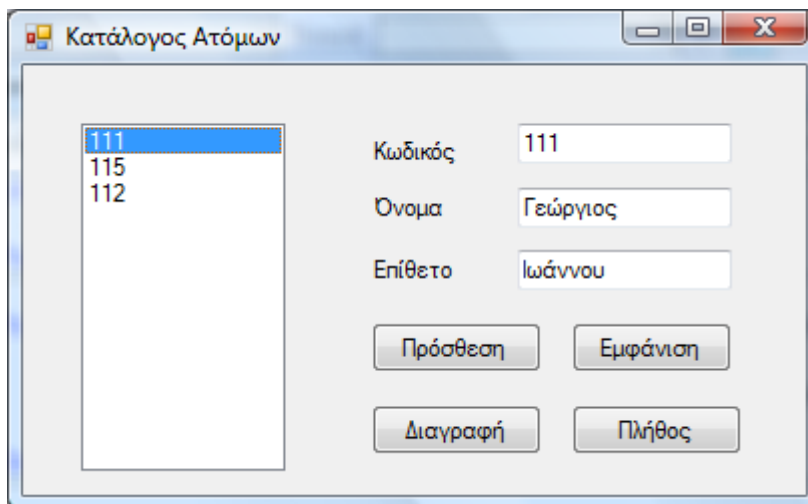 Κατάλογος Ατόμων
111
115
112
Κωδικός 111
Όνομα Γεώργιος
Επίθετο Ιωάννου
Πρόσθεση Εμφάνιση
Διαγραφή Πλήθος